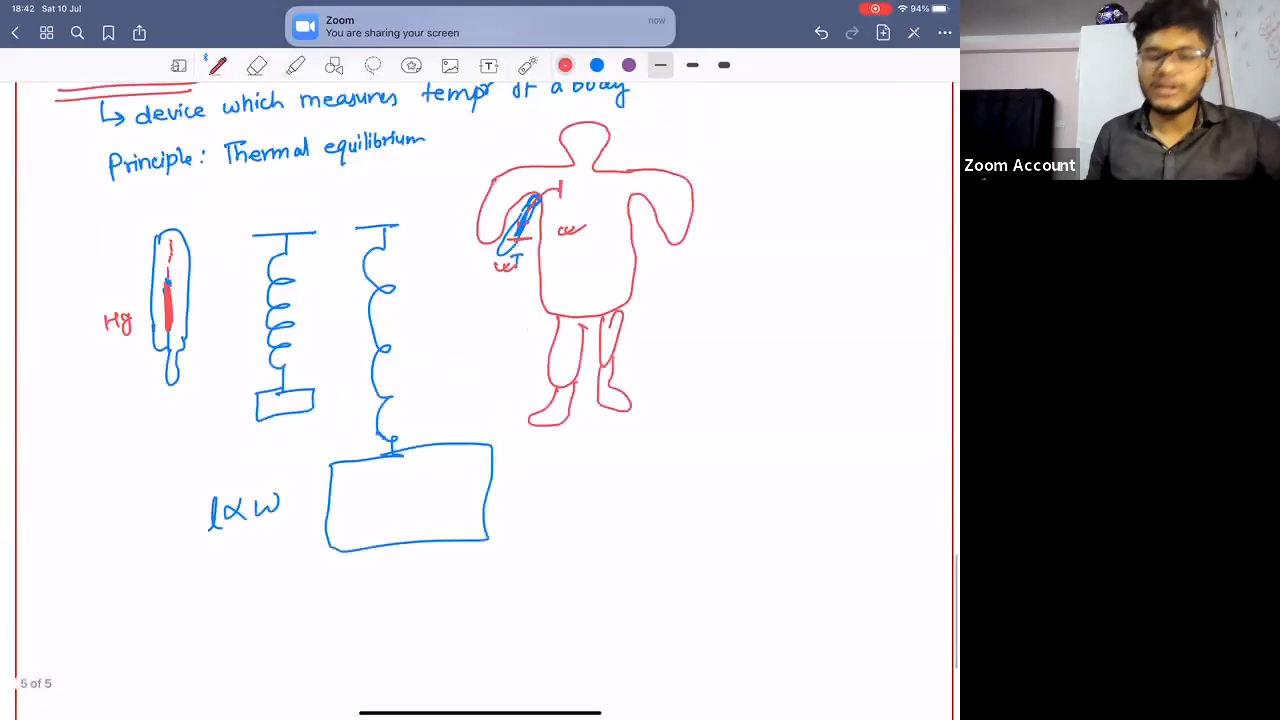 18:42 Sat 10 Jul
94%
Zoom
now
You are sharing your screen
↳ device which measures tempr of a body
Principle: Thermal equilibrium
T
T
Hg
l ∝ w
5 of 5
Zoom Account